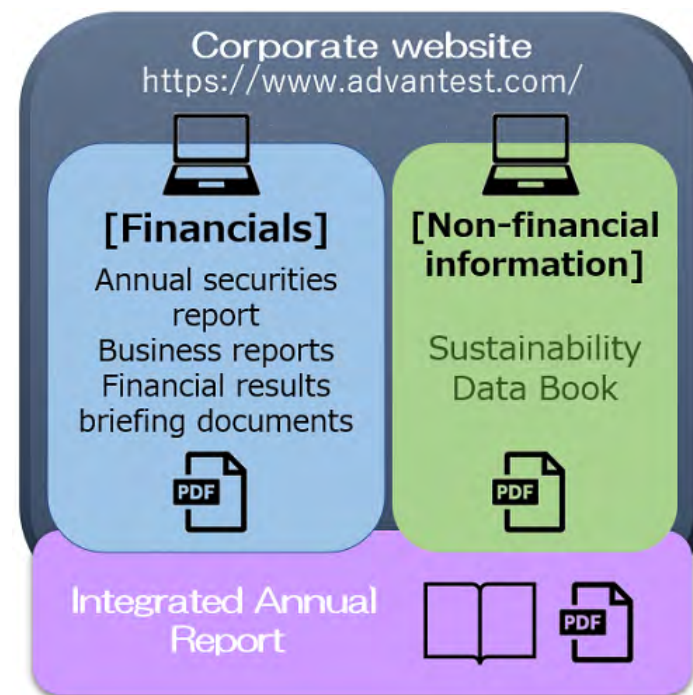 Corporate website
https://www.advantest.com/
[Financials]
Annual securities
report
Business reports
Financial results
briefing documents
PDF
[Non-financial
information]
Sustainability
Data Book
PDF
Integrated Annual
Report
PDF